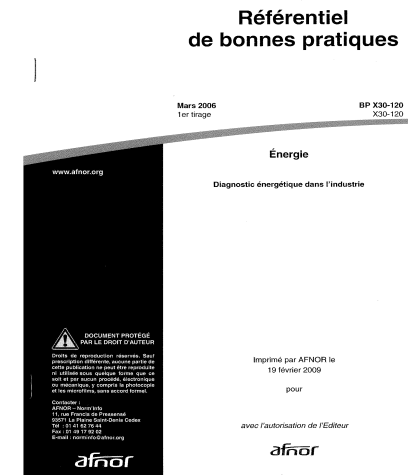 Référentiel
de bonnes pratiques
Mars 2006
1er tirage
BP X30-120
X30-120
Énergie
Diagnostic énergétique dans l'industrie
www.afnor.org
DOCUMENT PROTÉGÉ
PAR LE DROIT D'AUTEUR
Droits de reproduction réservés. Sauf
prescription différente, aucune partie de
cette publication ne peut être reproduite
ni utilisée sous quelque forme que ce
soit et par aucun procédé, électronique
ou mécanique, y compris la photocopie
et les microfilms, sans accord formel.
Contacter :
AFNOR – Norm'Info
11, rue Francis de Pressensé
93571 La Plaine Saint-Denis Cedex
Tél : 01 41 62 76 44
Fax : 01 49 17 92 02
E-mail : norminfo@afnor.org
afnor
Imprimé par AFNOR le
19 février 2009
pour
avec l'autorisation de l'Editeur
afnor